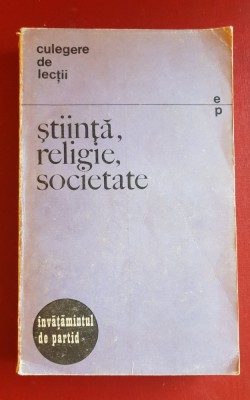 culegere
de
lecții
e
p
știință,
religie,
societate
învățămîntul
de partid